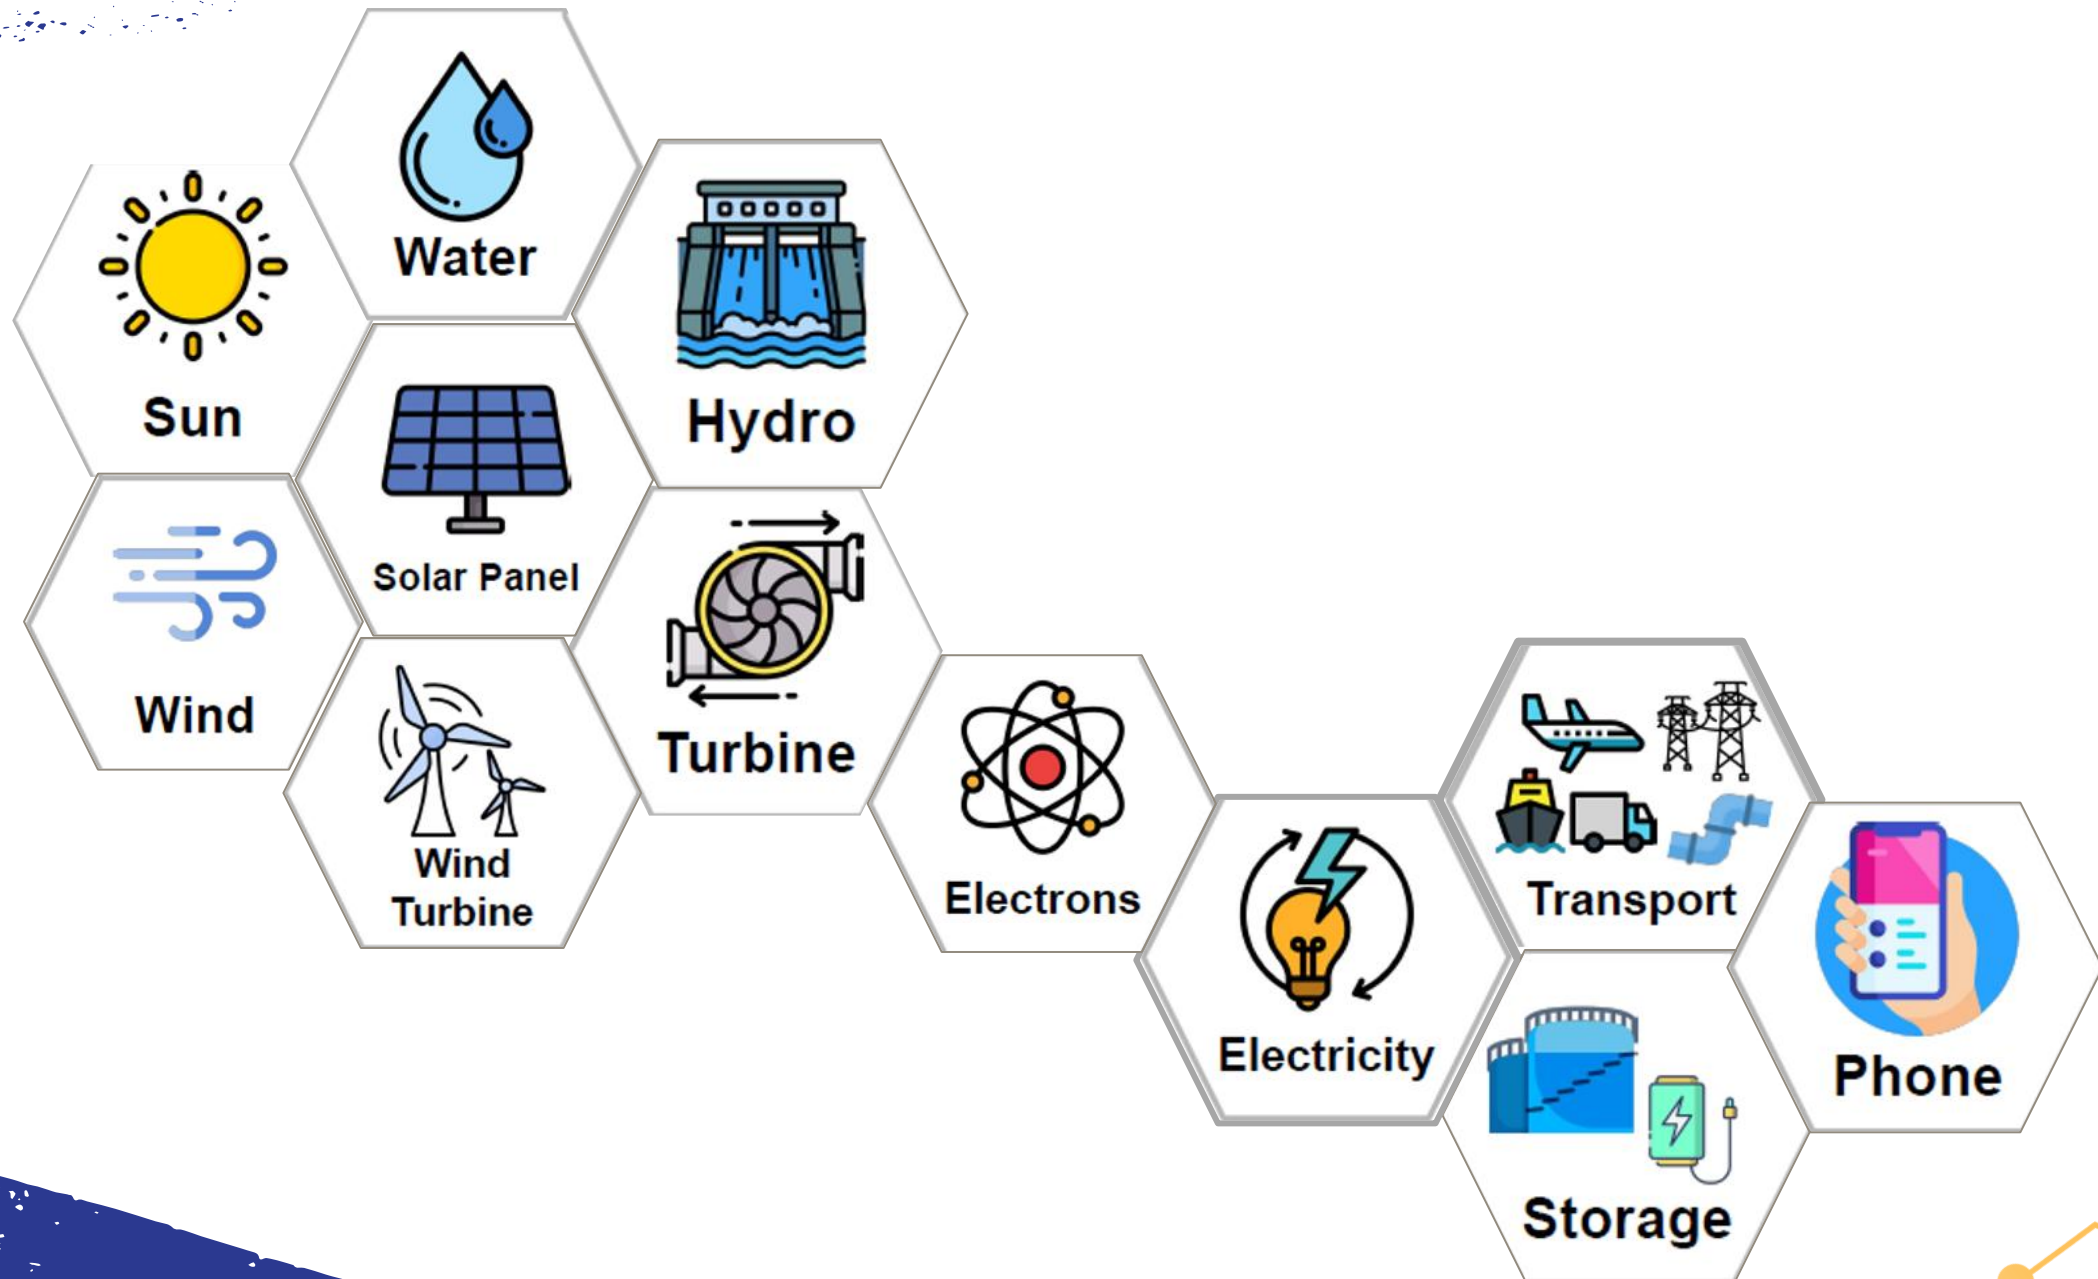 Water
Sun
Hydro
Solar Panel
Wind
Turbine
Wind
Turbine
Electrons
Electricity
Transport
Phone
Storage